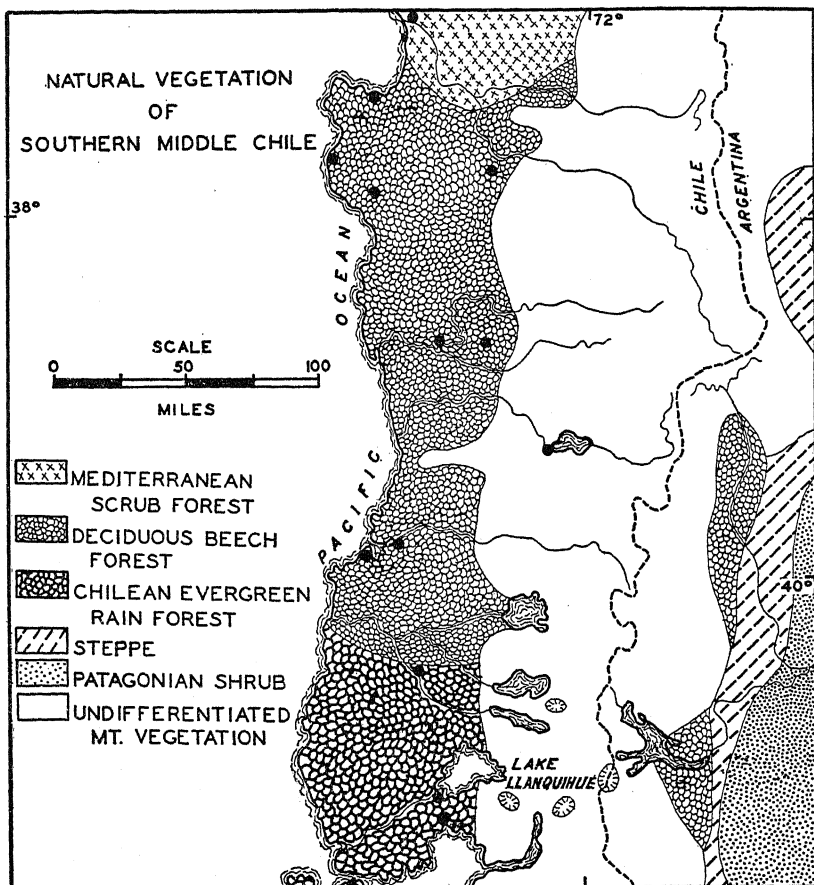 NATURAL VEGETATION
OF
SOUTHERN MIDDLE CHILE
72°
38°
CHILE
ARGENTINA
OCEAN
PACIFIC
SCALE
0 50 100
MILES
MEDITERRANEAN
SCRUB FOREST
DECIDUOUS BEECH
FOREST
CHILEAN EVERGREEN
RAIN FOREST
STEPPE
PATAGONIAN SHRUB
UNDIFFERENTIATED
MT. VEGETATION
40°
LAKE
LLANQUIHUE